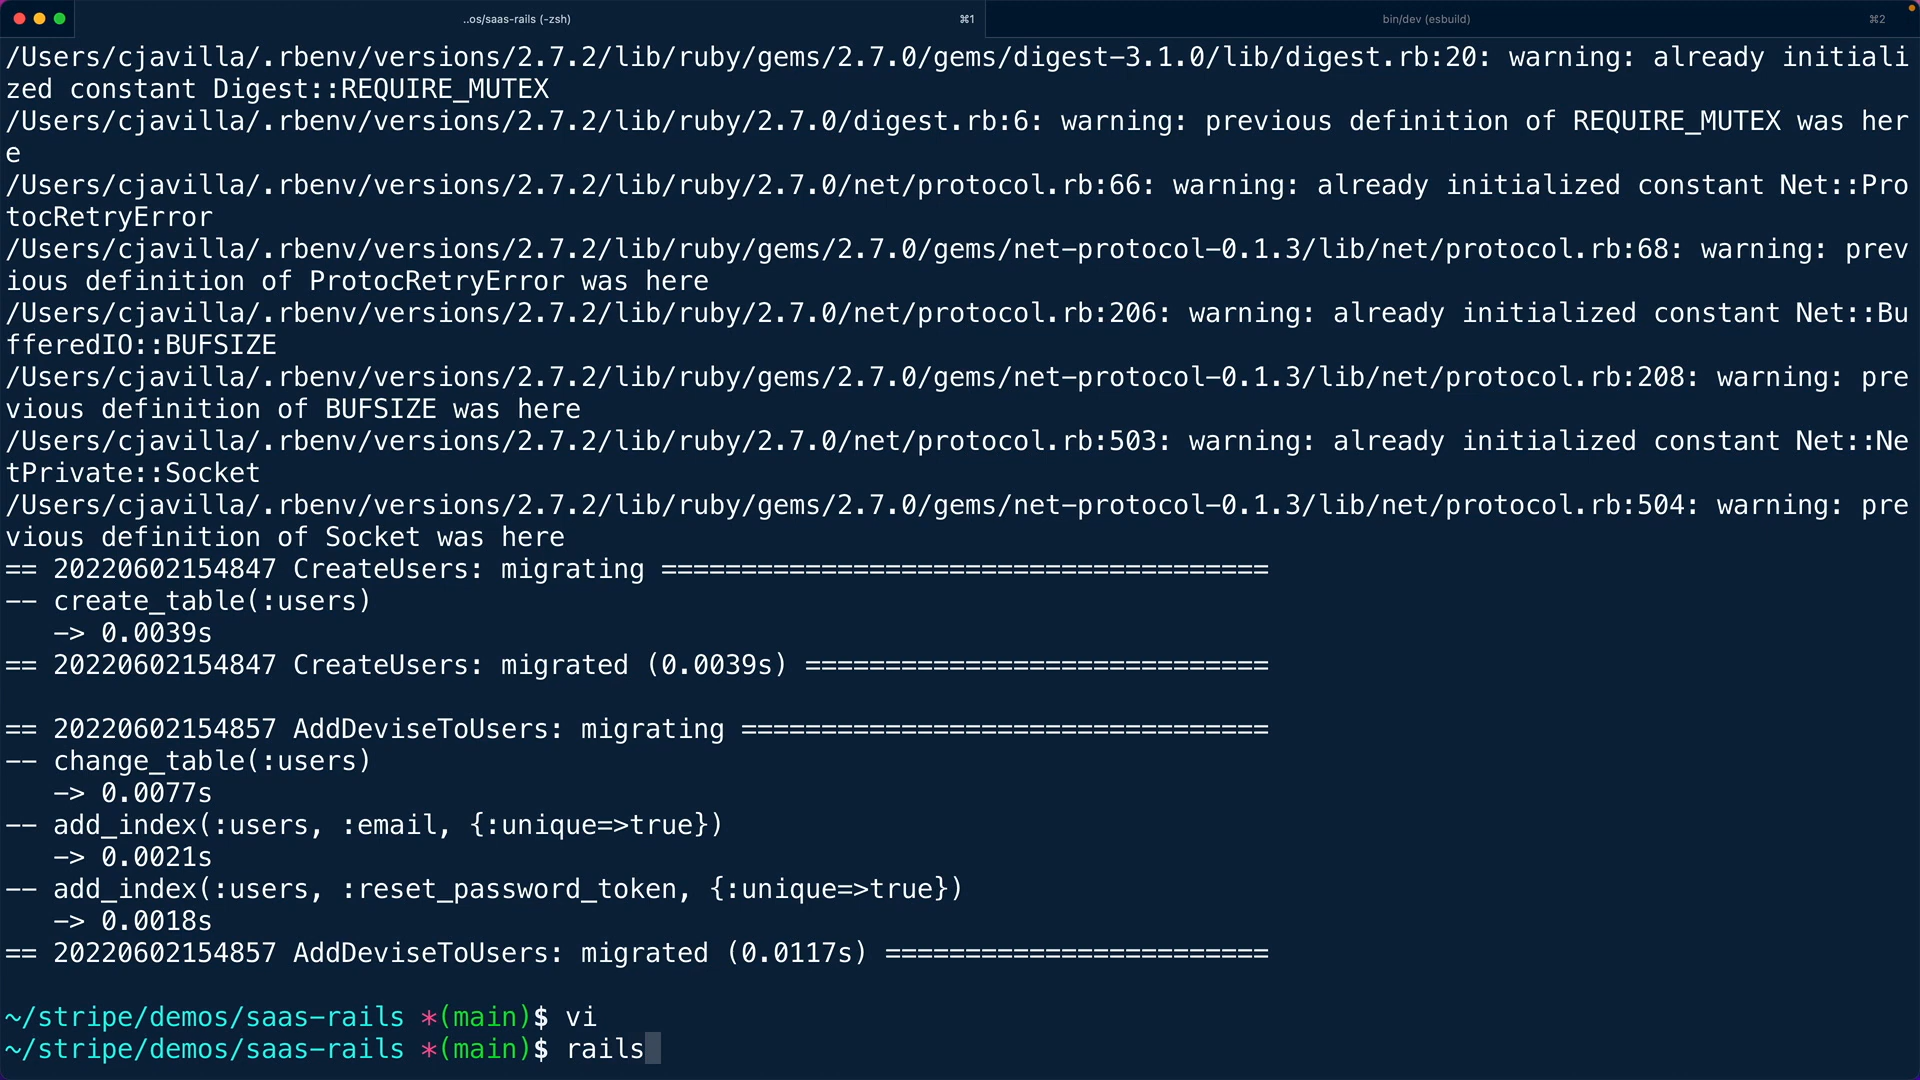 ..os/saas-rails (-zsh) ⌘1 bin/dev (esbuild) ⌘2
/Users/cjavilla/.rbenv/versions/2.7.2/lib/ruby/gems/2.7.0/gems/digest-3.1.0/lib/digest.rb:20: warning: already initiali
zed constant Digest::REQUIRE_MUTEX
/Users/cjavilla/.rbenv/versions/2.7.2/lib/ruby/2.7.0/digest.rb:6: warning: previous definition of REQUIRE_MUTEX was her
e
/Users/cjavilla/.rbenv/versions/2.7.2/lib/ruby/2.7.0/net/protocol.rb:66: warning: already initialized constant Net::Pro
tocRetryError
/Users/cjavilla/.rbenv/versions/2.7.2/lib/ruby/gems/2.7.0/gems/net-protocol-0.1.3/lib/net/protocol.rb:68: warning: prev
ious definition of ProtocRetryError was here
/Users/cjavilla/.rbenv/versions/2.7.2/lib/ruby/2.7.0/net/protocol.rb:206: warning: already initialized constant Net::Bu
fferedIO::BUFSIZE
/Users/cjavilla/.rbenv/versions/2.7.2/lib/ruby/gems/2.7.0/gems/net-protocol-0.1.3/lib/net/protocol.rb:208: warning: pre
vious definition of BUFSIZE was here
/Users/cjavilla/.rbenv/versions/2.7.2/lib/ruby/2.7.0/net/protocol.rb:503: warning: already initialized constant Net::Ne
tPrivate::Socket
/Users/cjavilla/.rbenv/versions/2.7.2/lib/ruby/gems/2.7.0/gems/net-protocol-0.1.3/lib/net/protocol.rb:504: warning: pre
vious definition of Socket was here
== 20220602154847 CreateUsers: migrating ======================================
-- create_table(:users)
   -> 0.0039s
== 20220602154847 CreateUsers: migrated (0.0039s) =============================
== 20220602154857 AddDeviseToUsers: migrating =================================
-- change_table(:users)
   -> 0.0077s
-- add_index(:users, :email, {:unique=>true})
   -> 0.0021s
-- add_index(:users, :reset_password_token, {:unique=>true})
   -> 0.0018s
== 20220602154857 AddDeviseToUsers: migrated (0.0117s) ========================
~/stripe/demos/saas-rails *(main)$ vi
~/stripe/demos/saas-rails *(main)$ rails